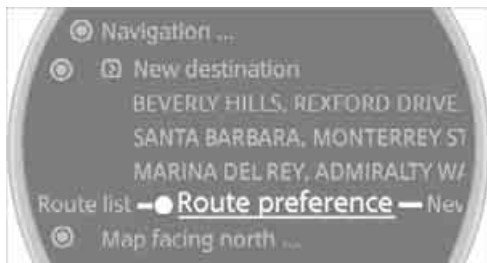 Navigation ...
New destination
BEVERLY HILLS, REXFORD DRIVE
SANTA BARBARA, MONTERREY ST
MARINA DEL REY, ADMIRALTY WA
Route list Route preference New
Map facing north ...